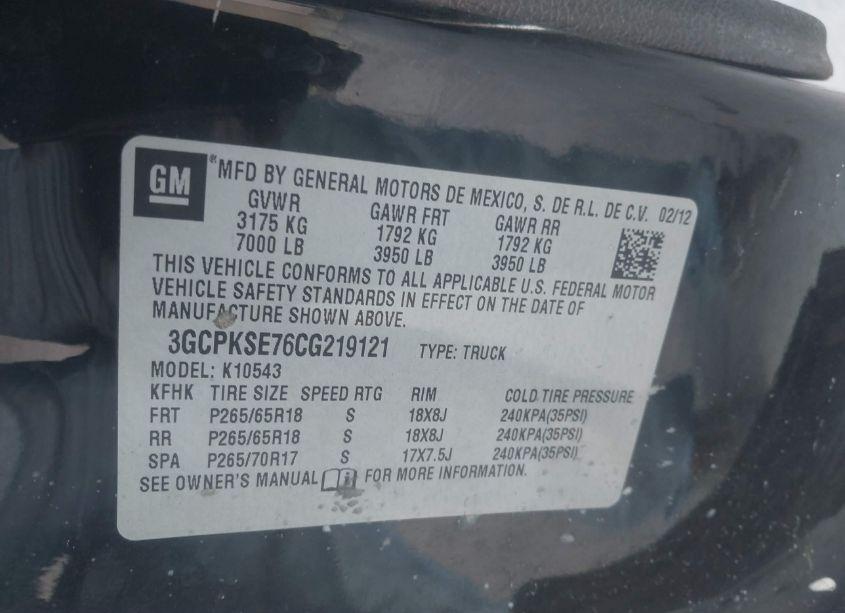 GM
®MFD BY GENERAL MOTORS DE MEXICO, S. DE R.L. DE C.V. 02/12
GVWR GAWR FRT GAWR RR
3175 KG 1792 KG 1792 KG
7000 LB 3950 LB 3950 LB
THIS VEHICLE CONFORMS TO ALL APPLICABLE U.S. FEDERAL MOTOR
VEHICLE SAFETY STANDARDS IN EFFECT ON THE DATE OF
MANUFACTURE SHOWN ABOVE.
3GCPKSE76CG219121 TYPE: TRUCK
MODEL: K10543
KFHK TIRE SIZE SPEED RTG RIM COLD TIRE PRESSURE
FRT P265/65R18 S 18X8J 240KPA(35PSI)
RR P265/65R18 S 18X8J 240KPA(35PSI)
SPA P265/70R17 S 17X7.5J 240KPA(35PSI)
SEE OWNER'S MANUAL FOR MORE INFORMATION.